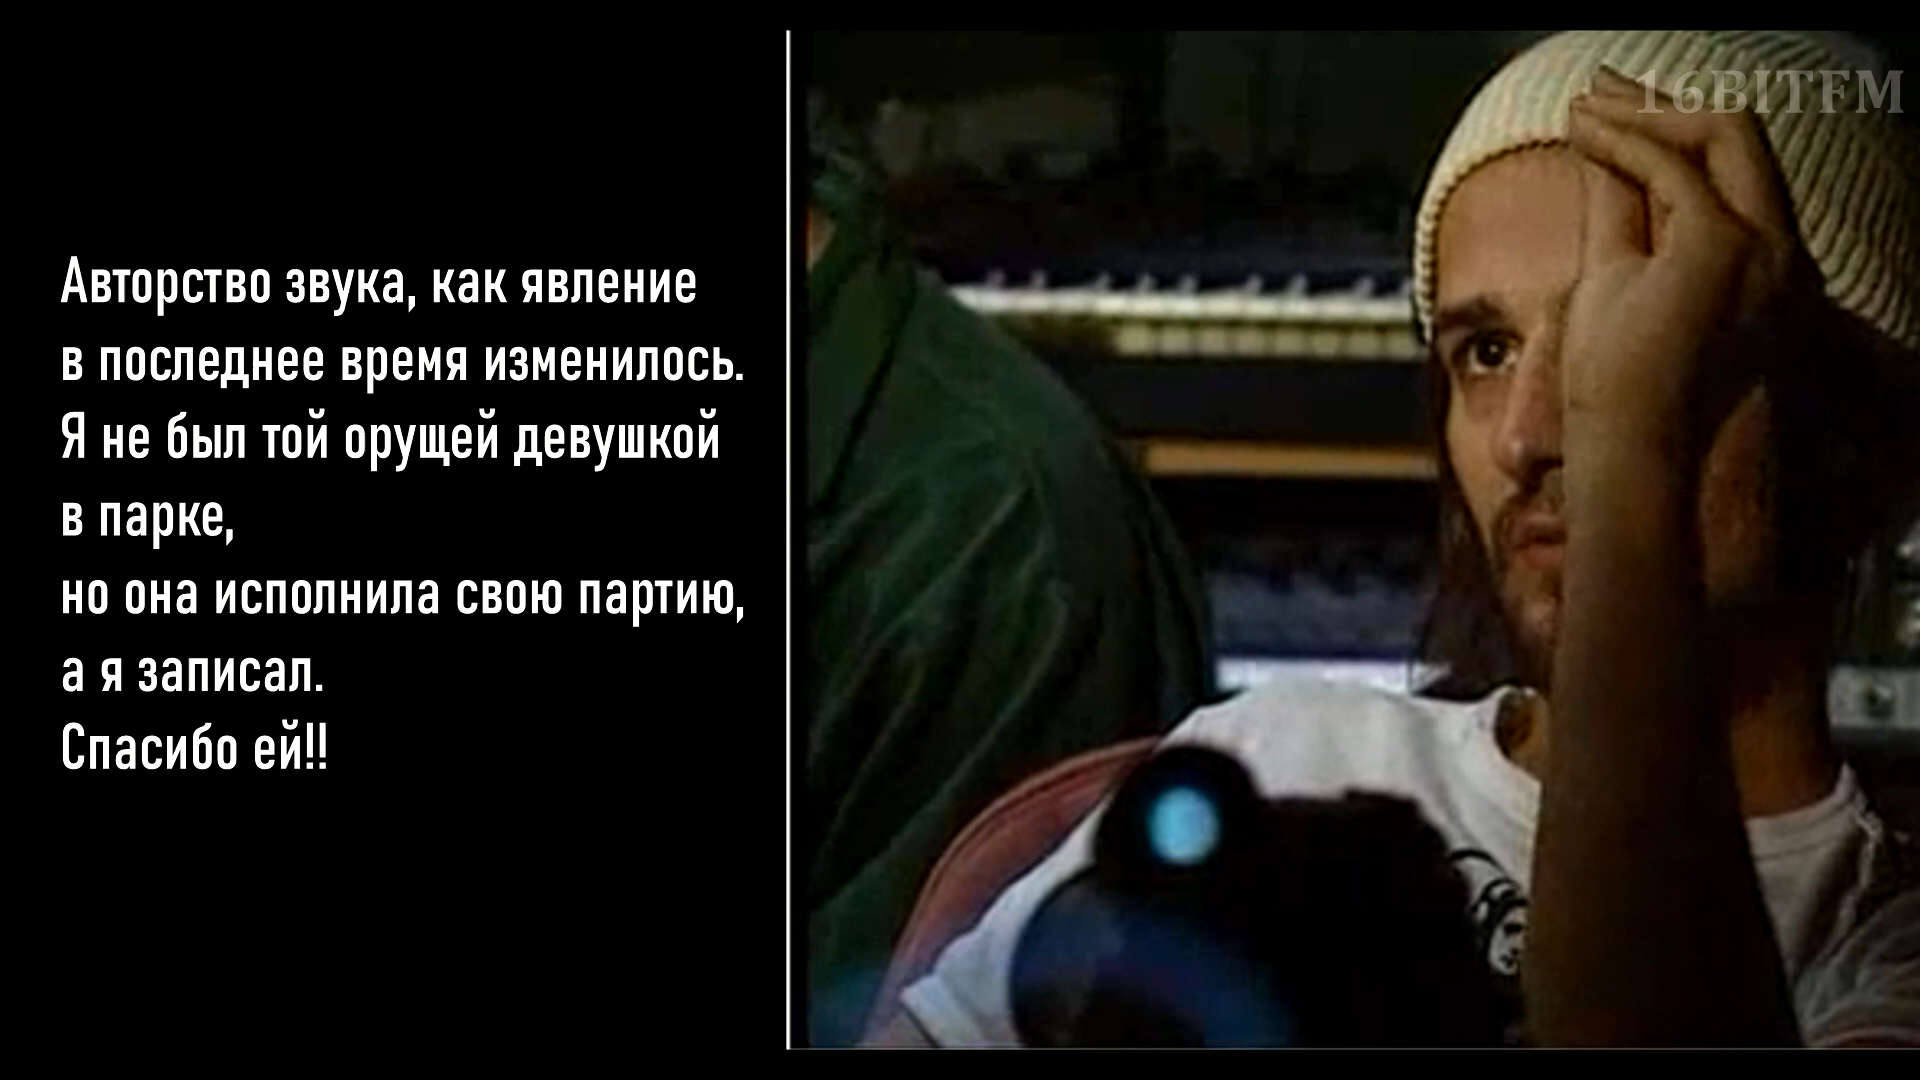 16BITFM
Авторство звука, как явление
в последнее время изменилось.
Я не был той орущей девушкой
в парке,
но она исполнила свою партию,
а я записал.
Спасибо ей!!